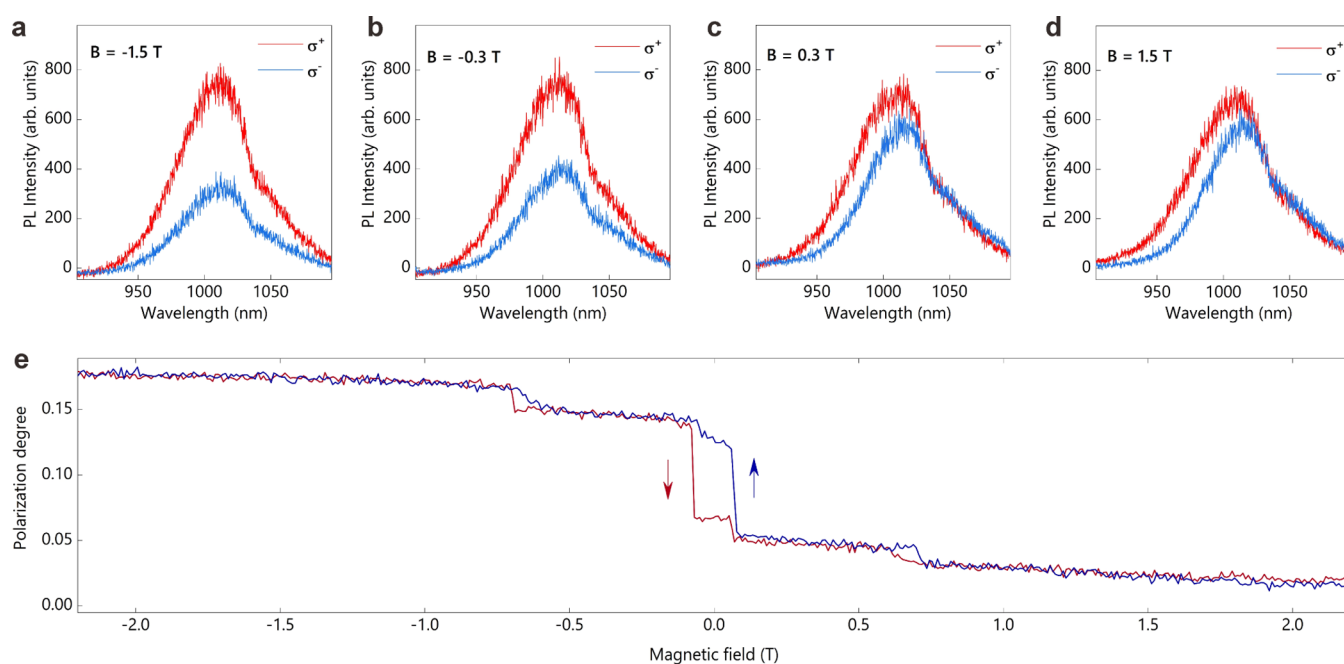 a
B = -1.5 T
σ+
σ-
PL Intensity (arb. units)
800
600
400
200
0
950 1000 1050
Wavelength (nm)
b
B = -0.3 T
σ+
σ-
PL Intensity (arb. units)
800
600
400
200
0
950 1000 1050
Wavelength (nm)
c
B = 0.3 T
σ+
σ-
PL Intensity (arb. units)
800
600
400
200
0
950 1000 1050
Wavelength (nm)
d
B = 1.5 T
σ+
σ-
PL Intensity (arb. units)
800
600
400
200
0
950 1000 1050
Wavelength (nm)
e
Polarization degree
0.15
0.10
0.05
0.00
-2.0 -1.5 -1.0 -0.5 0.0 0.5 1.0 1.5 2.0
Magnetic field (T)